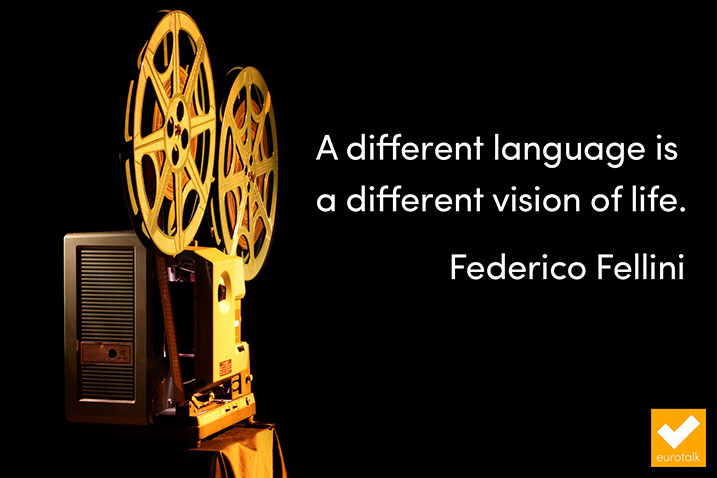 A different language is
a different vision of life.
Federico Fellini
eurotalk